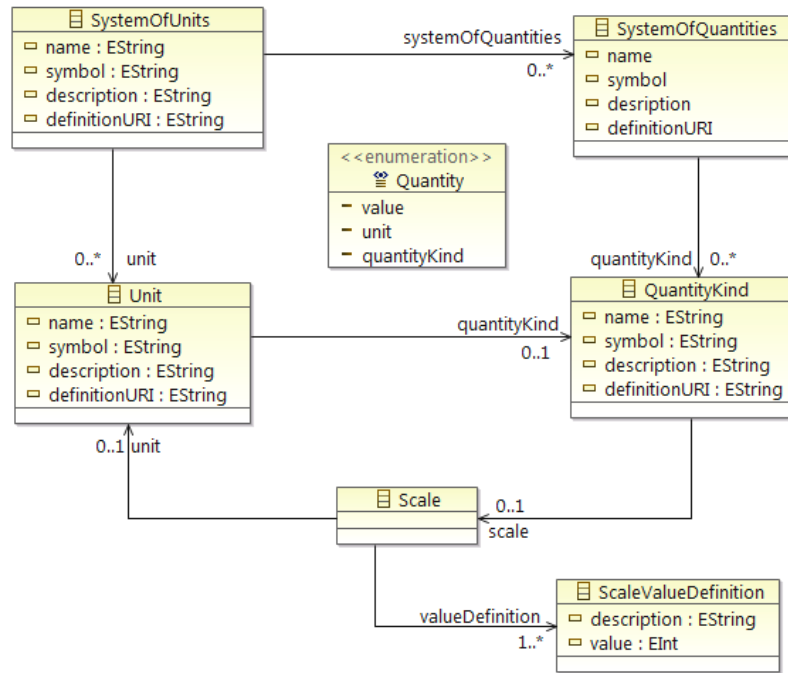 SystemOfUnits
name : EString
symbol : EString
description : EString
definitionURI : EString
systemOfQuantities
0..*
SystemOfQuantities
name
symbol
desription
definitionURI
<<enumeration>>
Quantity
value
unit
quantityKind
0..* unit
quantityKind 0..*
Unit
name : EString
symbol : EString
description : EString
definitionURI : EString
quantityKind
0..1
QuantityKind
name : EString
symbol : EString
description : EString
definitionURI : EString
0..1 unit
Scale
0..1
scale
valueDefinition
1..*
ScaleValueDefinition
description : EString
value : EInt